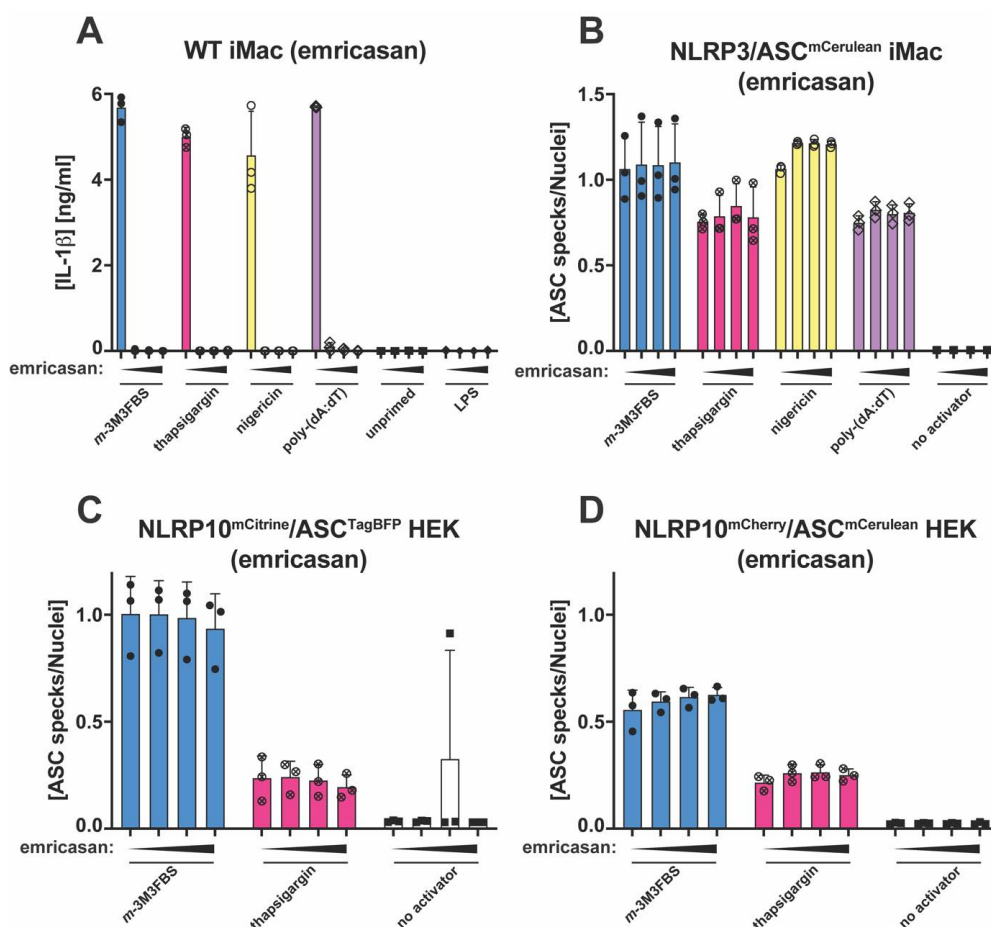 A
WT iMac (emricasan)
[IL-1β] [ng/ml]
6
4
2
0
emricasan:
m-3M3FBS
thapsigargin
nigericin
poly-(dA:dT)
unprimed
LPS
B
NLRP3/ASCmCerulean iMac
(emricasan)
[ASC specks/Nuclei]
1.5
1.0
0.5
0.0
emricasan:
m-3M3FBS
thapsigargin
nigericin
poly-(dA:dT)
no activator
C
NLRP10mCitrine/ASCTagBFP HEK
(emricasan)
[ASC specks/Nuclei]
1.0
0.5
0.0
emricasan:
m-3M3FBS
thapsigargin
no activator
D
NLRP10mCherry/ASCmCerulean HEK
(emricasan)
[ASC specks/Nuclei]
1.0
0.5
0.0
emricasan:
m-3M3FBS
thapsigargin
no activator